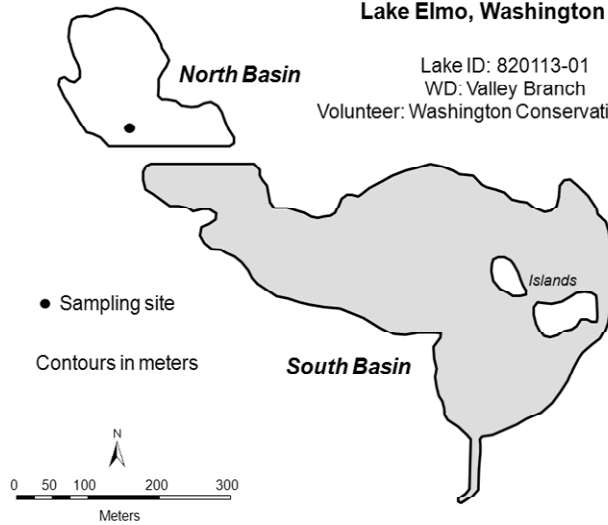 Lake Elmo, Washington
Lake ID: 820113-01
WD: Valley Branch
Volunteer: Washington Conservati
North Basin
Islands
Sampling site
Contours in meters
South Basin
N
0 50 100 200 300
Meters